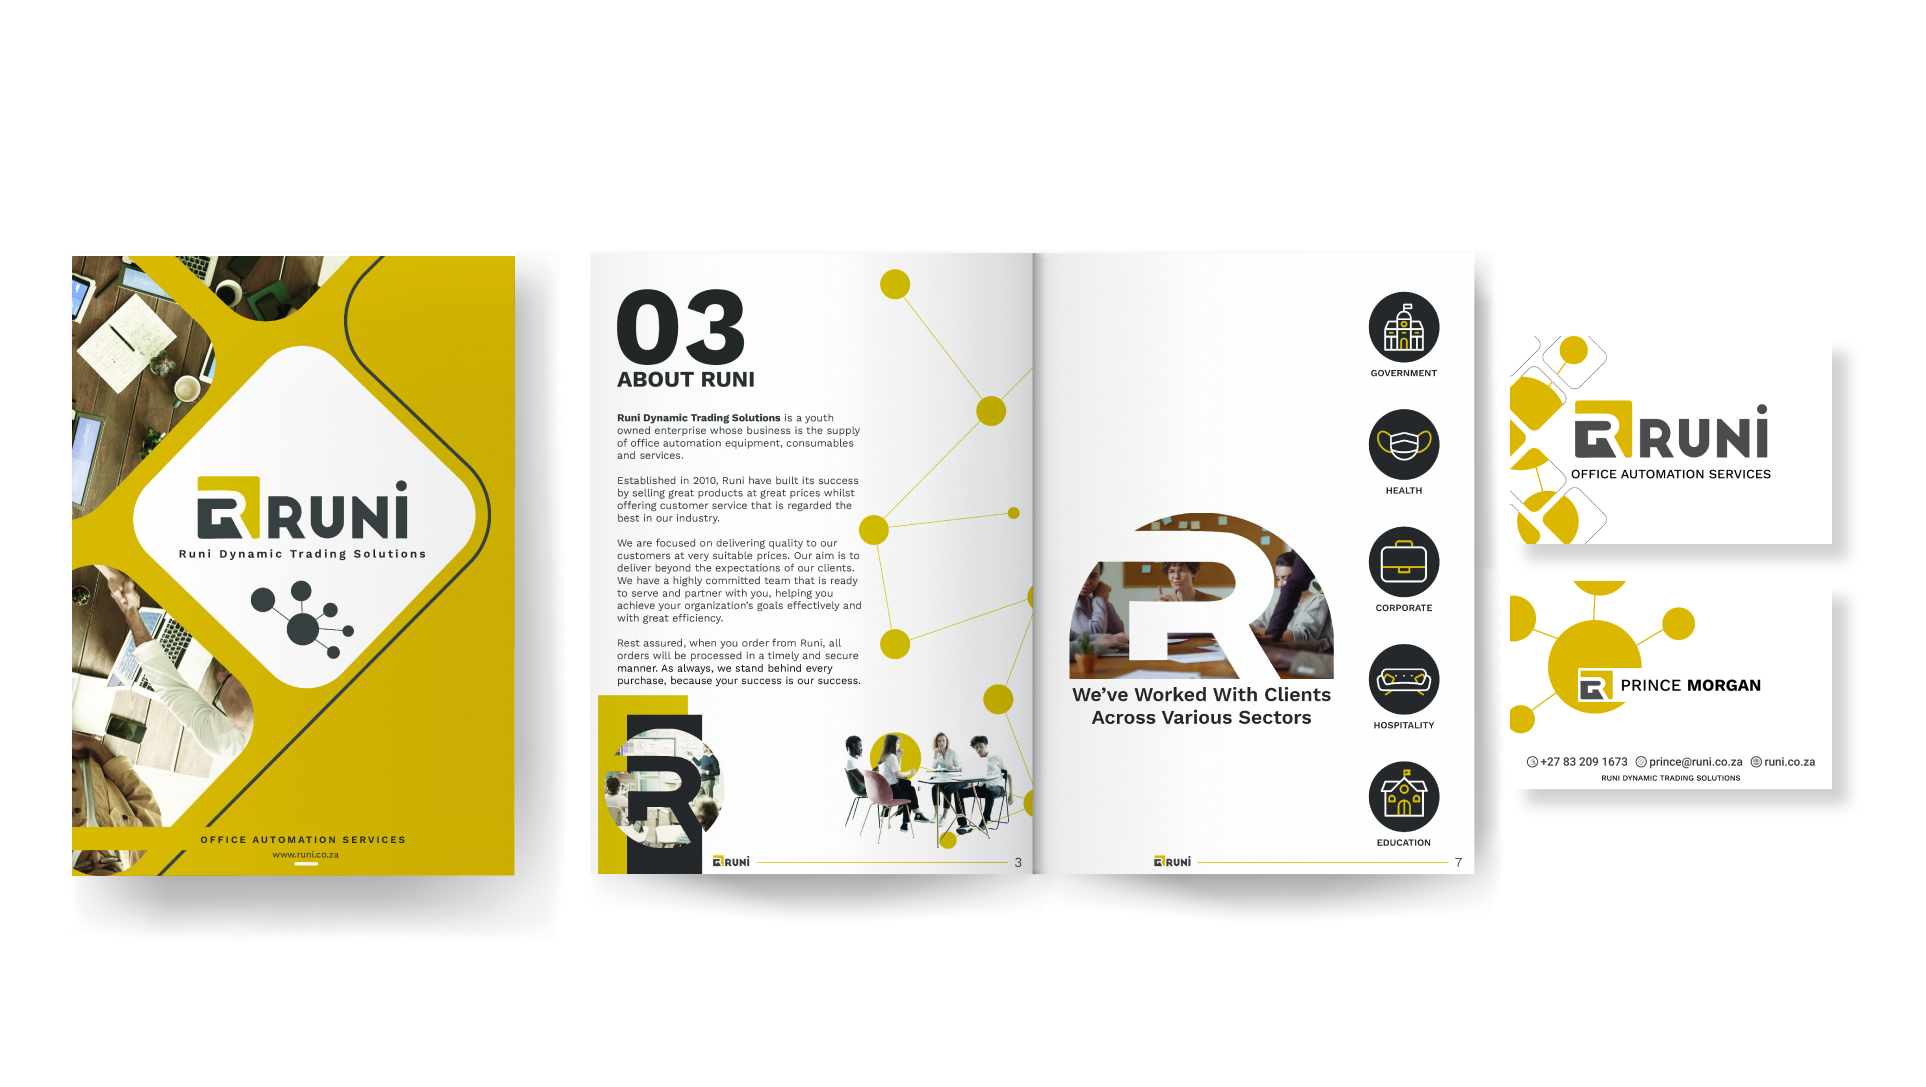 RUNi
Runi Dynamic Trading Solutions
OFFICE AUTOMATION SERVICES
www.runi.co.za
03
ABOUT RUNI
Runi Dynamic Trading Solutions is a youth
owned enterprise whose business is the supply
of office automation equipment, consumables
and services.
Established in 2010, Runi have built its success
by selling great products at great prices whilst
offering customer service that is regarded the
best in our industry.
We are focused on delivering quality to our
customers at very suitable prices. Our aim is to
deliver beyond the expectations of our clients.
We have a highly committed team that is ready
to serve and partner with you, helping you
achieve your organization's goals effectively and
with great efficiency.
Rest assured, when you order from Runi, all
orders will be processed in a timely and secure
manner. As always, we stand behind every
purchase, because your success is our success.
RUNi
3
We've Worked With Clients
Across Various Sectors
GOVERNMENT
HEALTH
CORPORATE
HOSPITALITY
EDUCATION
RUNi
7
RUNi
OFFICE AUTOMATION SERVICES
PRINCE MORGAN
+27 83 209 1673 prince@runi.co.za runi.co.za
RUNI DYNAMIC TRADING SOLUTIONS